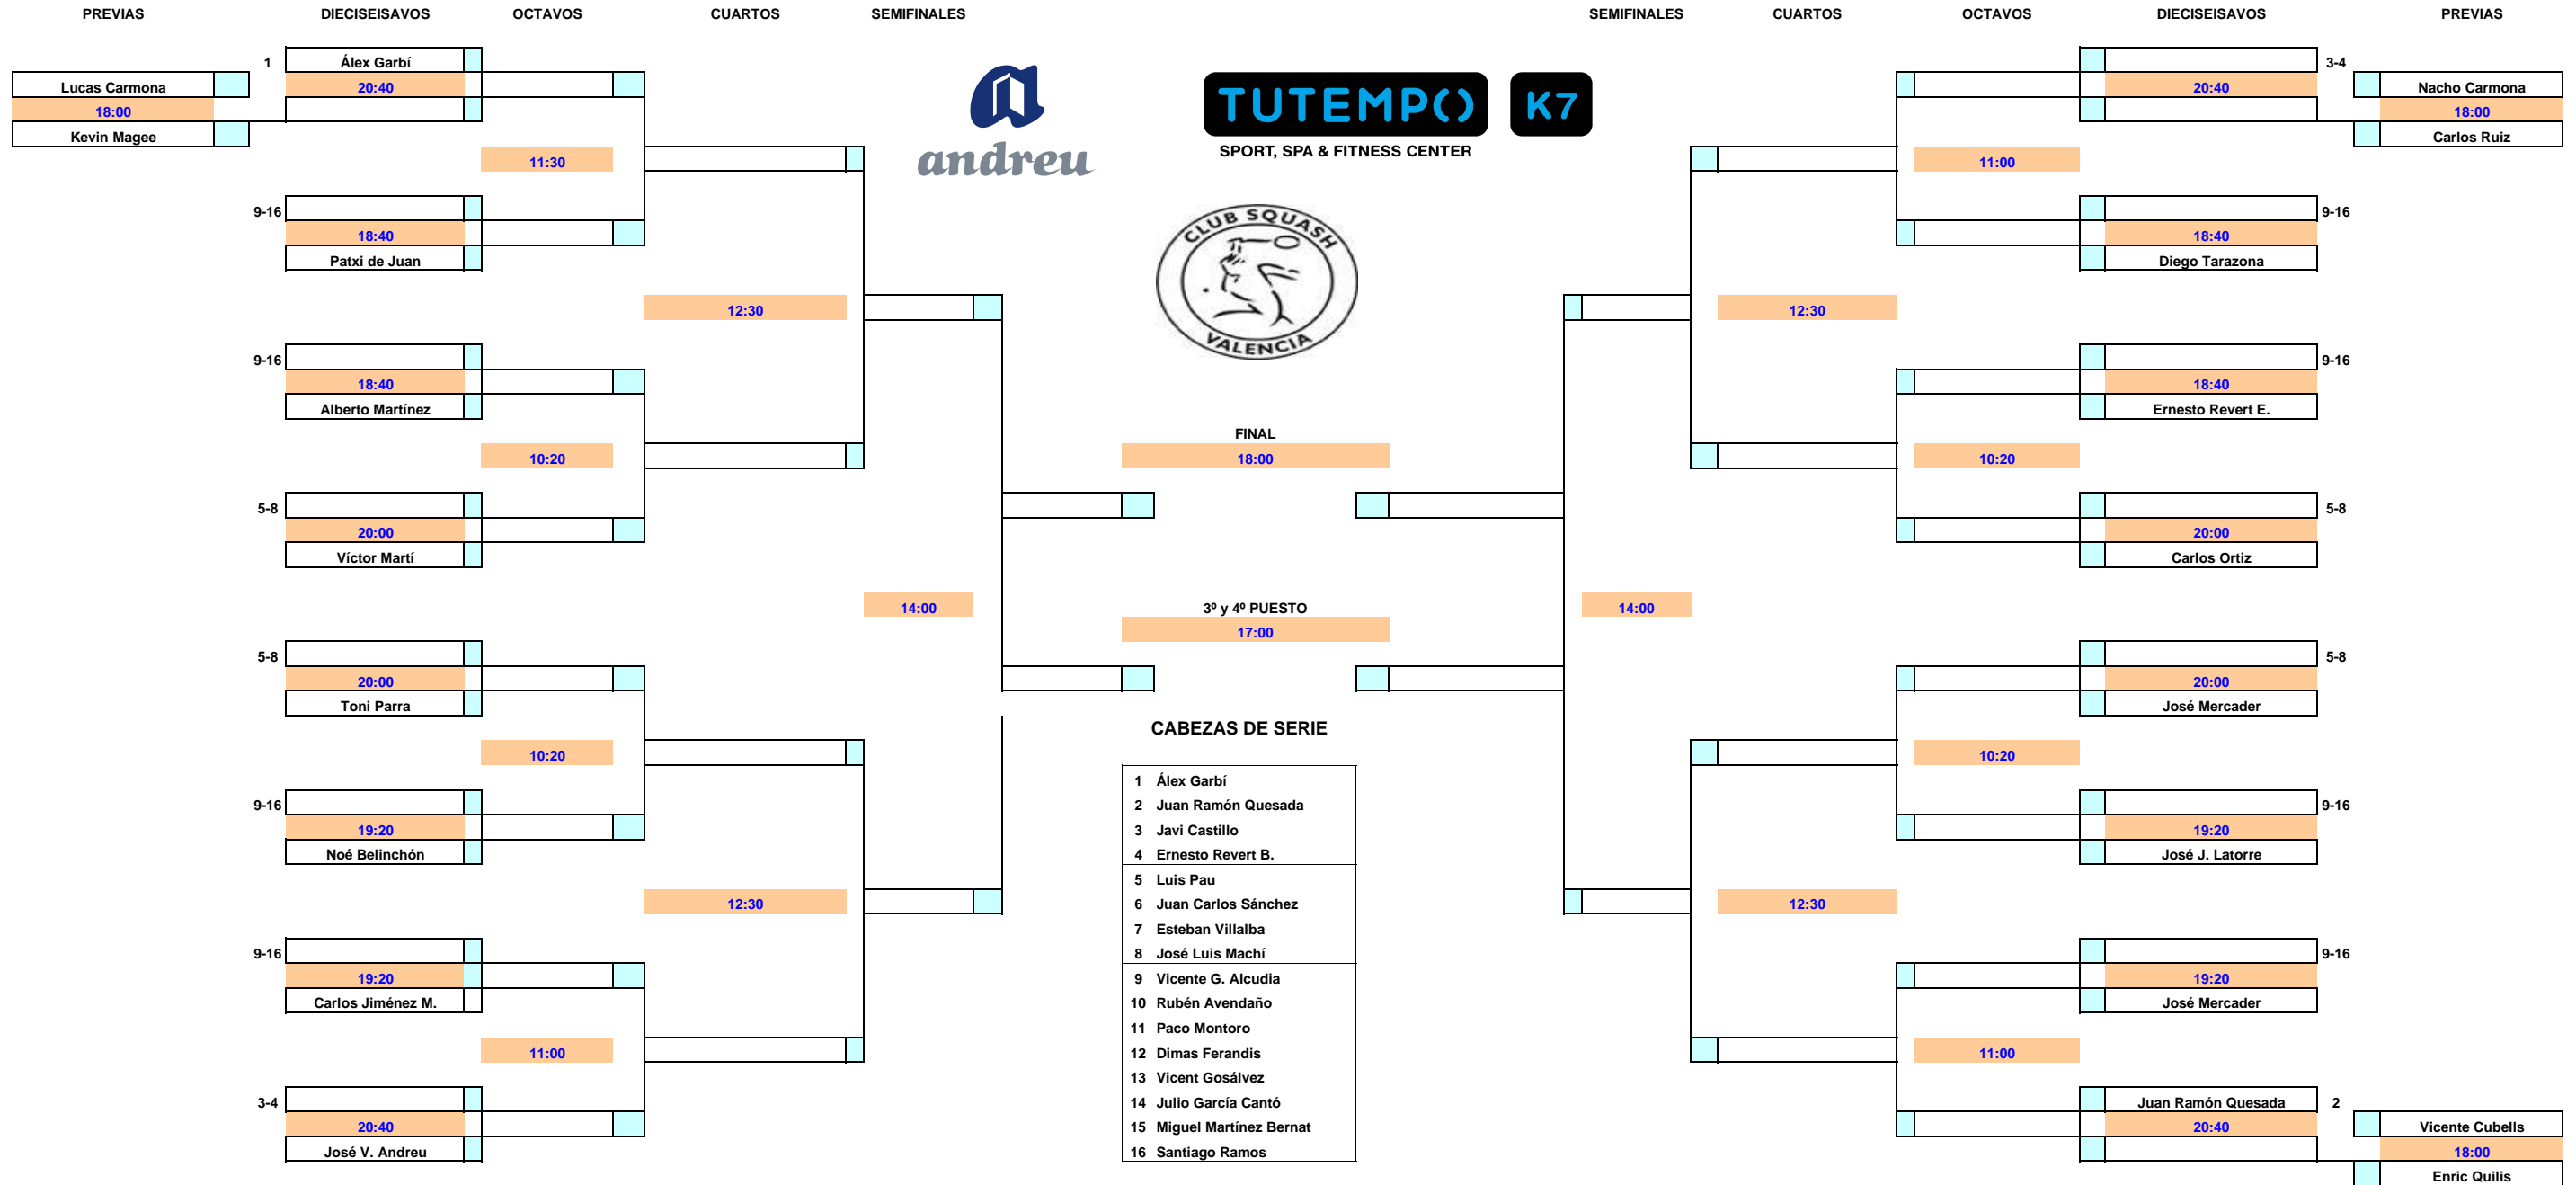 PREVIAS DIECISEISAVOS OCTAVOS CUARTOS SEMIFINALES SEMIFINALES CUARTOS OCTAVOS DIECISEISAVOS PREVIAS
1 Álex Garbí 3-4
Lucas Carmona 20:40 20:40 Nacho Carmona
18:00 18:00
Kevin Magee Carlos Ruiz
andreu
TUTEMPO K7
SPORT, SPA & FITNESS CENTER
11:30 11:00
9-16 9-16
18:40 18:40
Patxi de Juan Diego Tarazona
CLUB SQUASH
VALENCIA
12:30 12:30
9-16 9-16
18:40 18:40
Alberto Martínez Ernesto Revert E.
FINAL
10:20 18:00 10:20
5-8 5-8
20:00 20:00
Víctor Martí Carlos Ortiz
14:00 3º y 4º PUESTO 14:00
17:00
5-8 5-8
20:00 20:00
Toni Parra José Mercader
CABEZAS DE SERIE
10:20 10:20
1 Álex Garbí
2 Juan Ramón Quesada
9-16 9-16
3 Javi Castillo
19:20 19:20
4 Ernesto Revert B.
Noé Belinchón José J. Latorre
5 Luis Pau
6 Juan Carlos Sánchez
12:30 12:30
7 Esteban Villalba
8 José Luis Machí
9-16 9-16
9 Vicente G. Alcudia
19:20 19:20
10 Rubén Avendaño
Carlos Jiménez M. José Mercader
11 Paco Montoro
12 Dimas Ferandis
11:00 11:00
13 Vicent Gosálvez
14 Julio García Cantó
3-4 Juan Ramón Quesada 2
15 Miguel Martínez Bernat
20:40 20:40 Vicente Cubells
16 Santiago Ramos
José V. Andreu 18:00
Enric Quilis